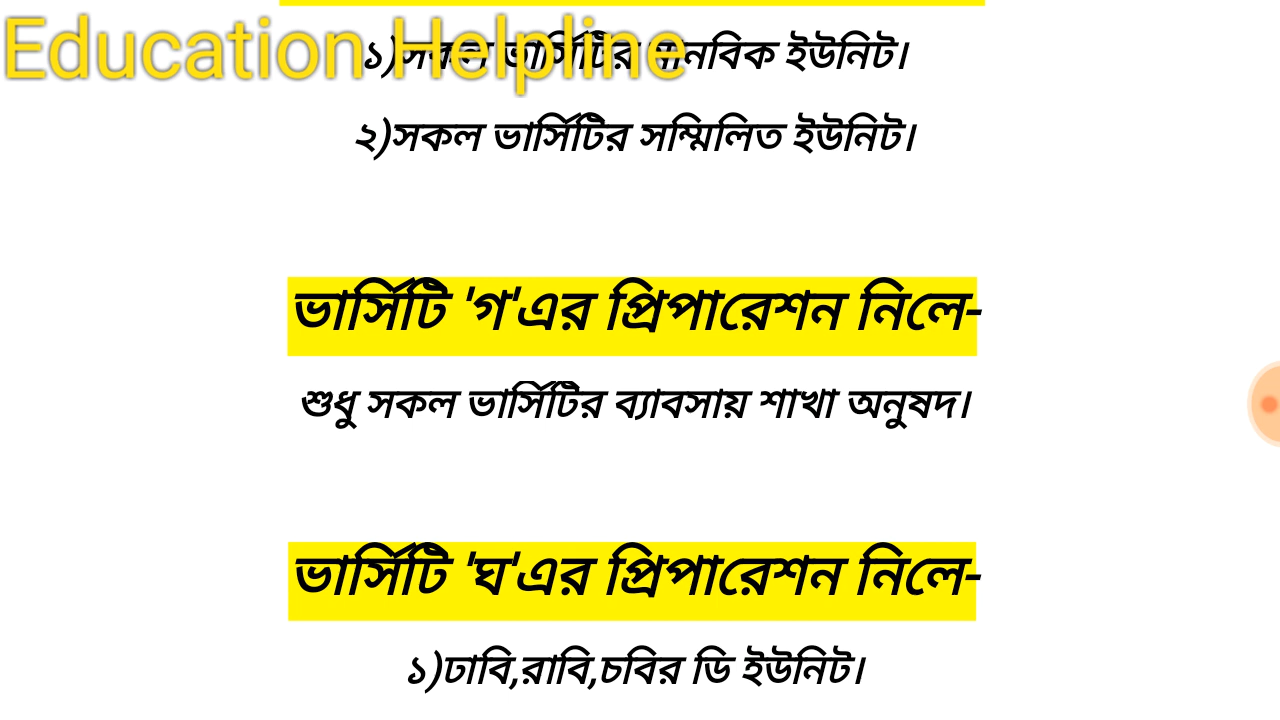 Education Helpline
১)সকল ভার্সিটির মানবিক ইউনিট।
২)সকল ভার্সিটির সম্মিলিত ইউনিট।
ভার্সিটি 'গ'এর প্রিপারেশন নিলে-
শুধু সকল ভার্সিটির ব্যাবসায় শাখা অনুষদ।
ভার্সিটি 'ঘ'এর প্রিপারেশন নিলে-
১)ঢাবি,রাবি,চবির ডি ইউনিট।